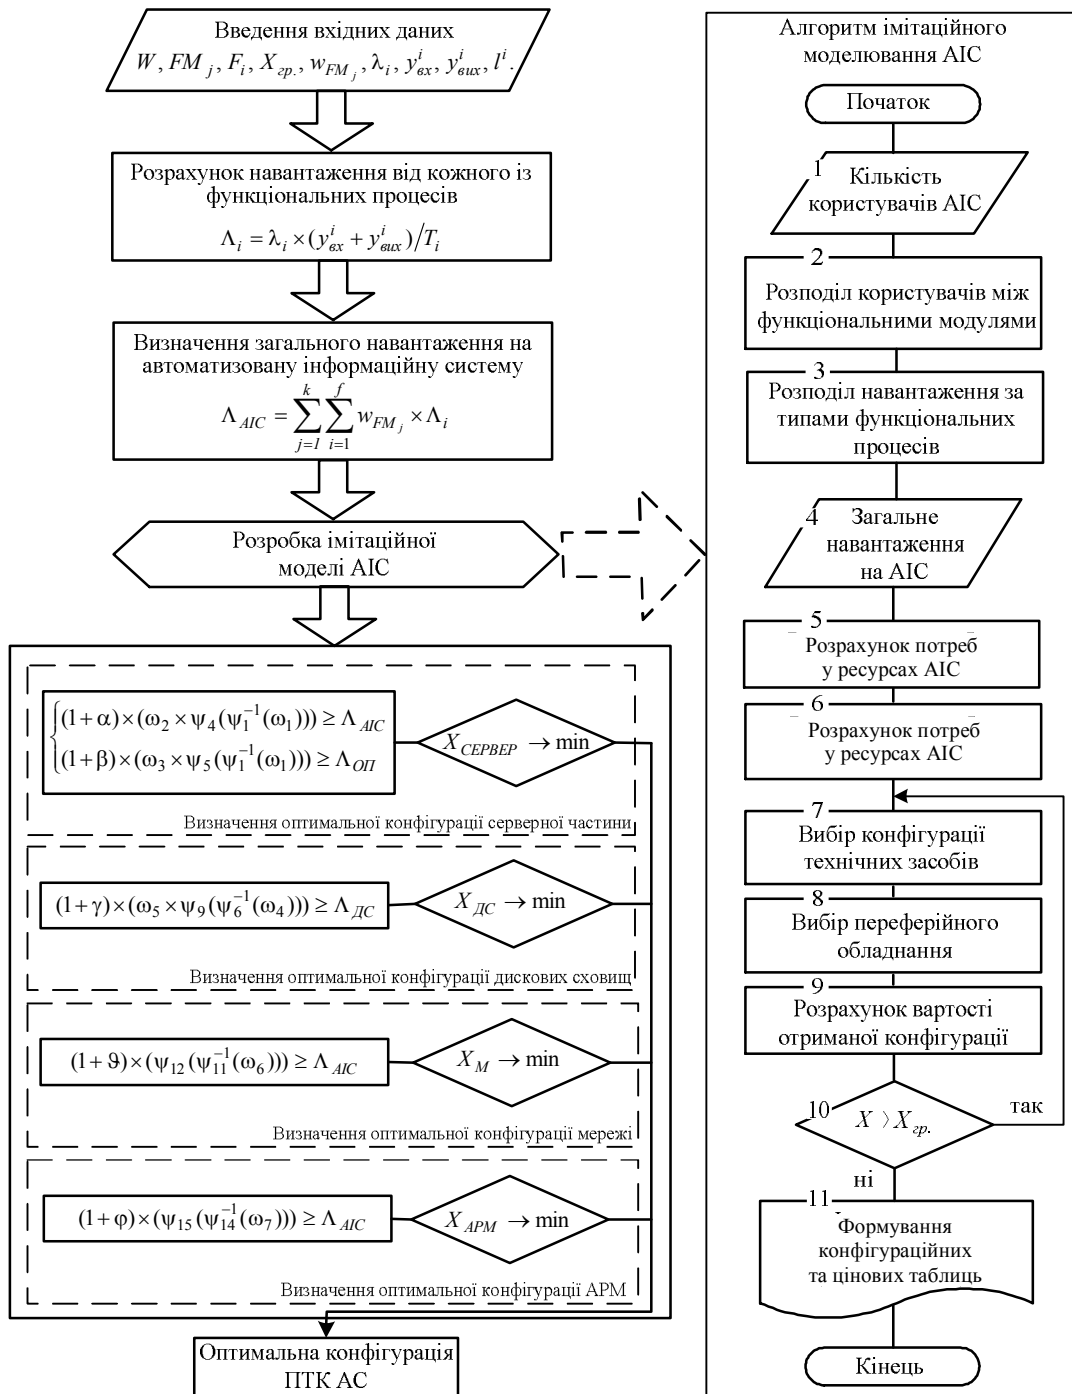 Введення вхідних даних
W, FM_j, F_i, X_гр., w_FM_j, λ_i, y^i_вх, y^i_вих, l^i.
Розрахунок навантаження від кожного із
функціональних процесів
Λ_i = λ_i × (y^i_вх + y^i_вих)/T_i
Визначення загального навантаження на
автоматизовану інформаційну систему
Λ_АІС = ∑_{j=1}^{k} ∑_{i=1}^{f} w_FM_j × Λ_i
Розробка імітаційної
моделі АІС
(1+α)×(ω_2 × ψ_4(ψ_1^{-1}(ω_1))) ≥ Λ_АІС
(1+β)×(ω_3 × ψ_5(ψ_1^{-1}(ω_1))) ≥ Λ_ОП
X_СЕРВЕР → min
Визначення оптимальної конфігурації серверної частини
(1+γ)×(ω_5 × ψ_9(ψ_6^{-1}(ω_4))) ≥ Λ_ДС
X_ДС → min
Визначення оптимальної конфігурації дискових сховищ
(1+ϑ)×(ψ_12(ψ_11^{-1}(ω_6))) ≥ Λ_АІС
X_М → min
Визначення оптимальної конфігурації мережі
(1+φ)×(ψ_15(ψ_14^{-1}(ω_7))) ≥ Λ_АІС
X_АРМ → min
Визначення оптимальної конфігурації АРМ
Оптимальна конфігурація
ПТК АС
Алгоритм імітаційного
моделювання АІС
Початок
1
Кількість
користувачів АІС
2
Розподіл користувачів між
функціональними модулями
3
Розподіл навантаження за
типами функціональних
процесів
4
Загальне
навантаження
на АІС
5
Розрахунок потреб
у ресурсах АІС
6
Розрахунок потреб
у ресурсах АІС
7
Вибір конфігурації
технічних засобів
8
Вибір переферійного
обладнання
9
Розрахунок вартості
отриманої конфігурації
10
X 〉 X_гр.
так
ні
11
Формування
конфігураційних
та цінових таблиць
Кінець